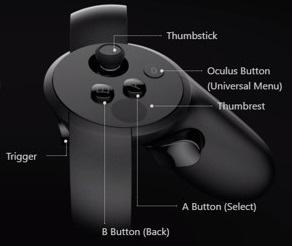 Thumbstick
Oculus Button
(Universal Menu)
Thumbrest
Trigger
A Button (Select)
B Button (Back)